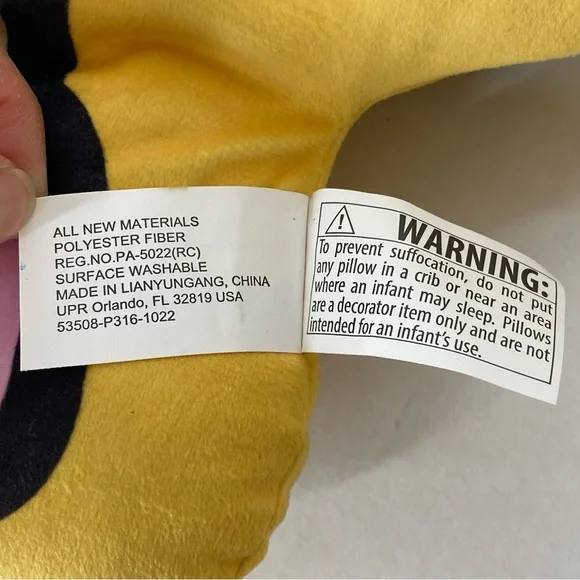 ALL NEW MATERIALS
POLYESTER FIBER
REG.NO.PA-5022(RC)
SURFACE WASHABLE
MADE IN LIANYUNGANG, CHINA
UPR Orlando, FL 32819 USA
53508-P316-1022
WARNING:
To prevent suffocation, do not put
any pillow in a crib or near an area
where an infant may sleep. Pillows
are a decorator item only and are not
intended for an infant's use.